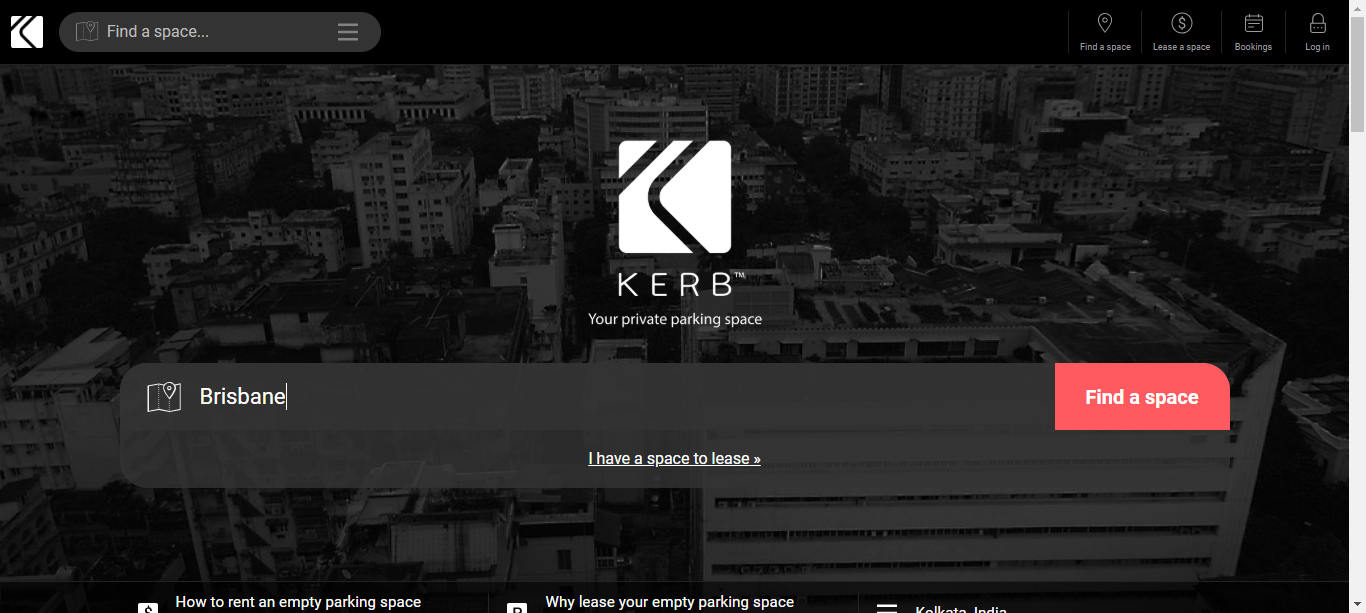 Find a space...
Find a space
Lease a space
Bookings
Log in
KERB™
Your private parking space
Brisbane
Find a space
I have a space to lease »
How to rent an empty parking space
Why lease your empty parking space
Kolkata, India